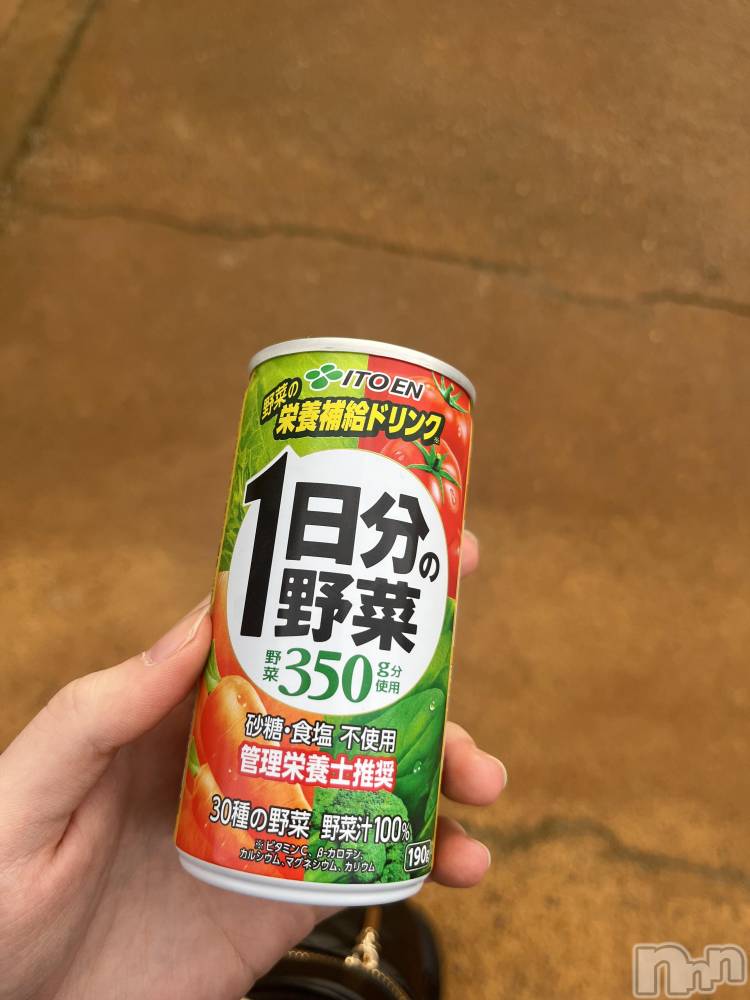 ITO EN
野菜の
栄養補給ドリンク※
1日分の
野菜
野菜350g分使用
砂糖・食塩 不使用
管理栄養士推奨
30種の野菜 野菜汁100%
※ビタミンC、β-カロテン、
カルシウム、マグネシウム、カリウム
190g
nnn